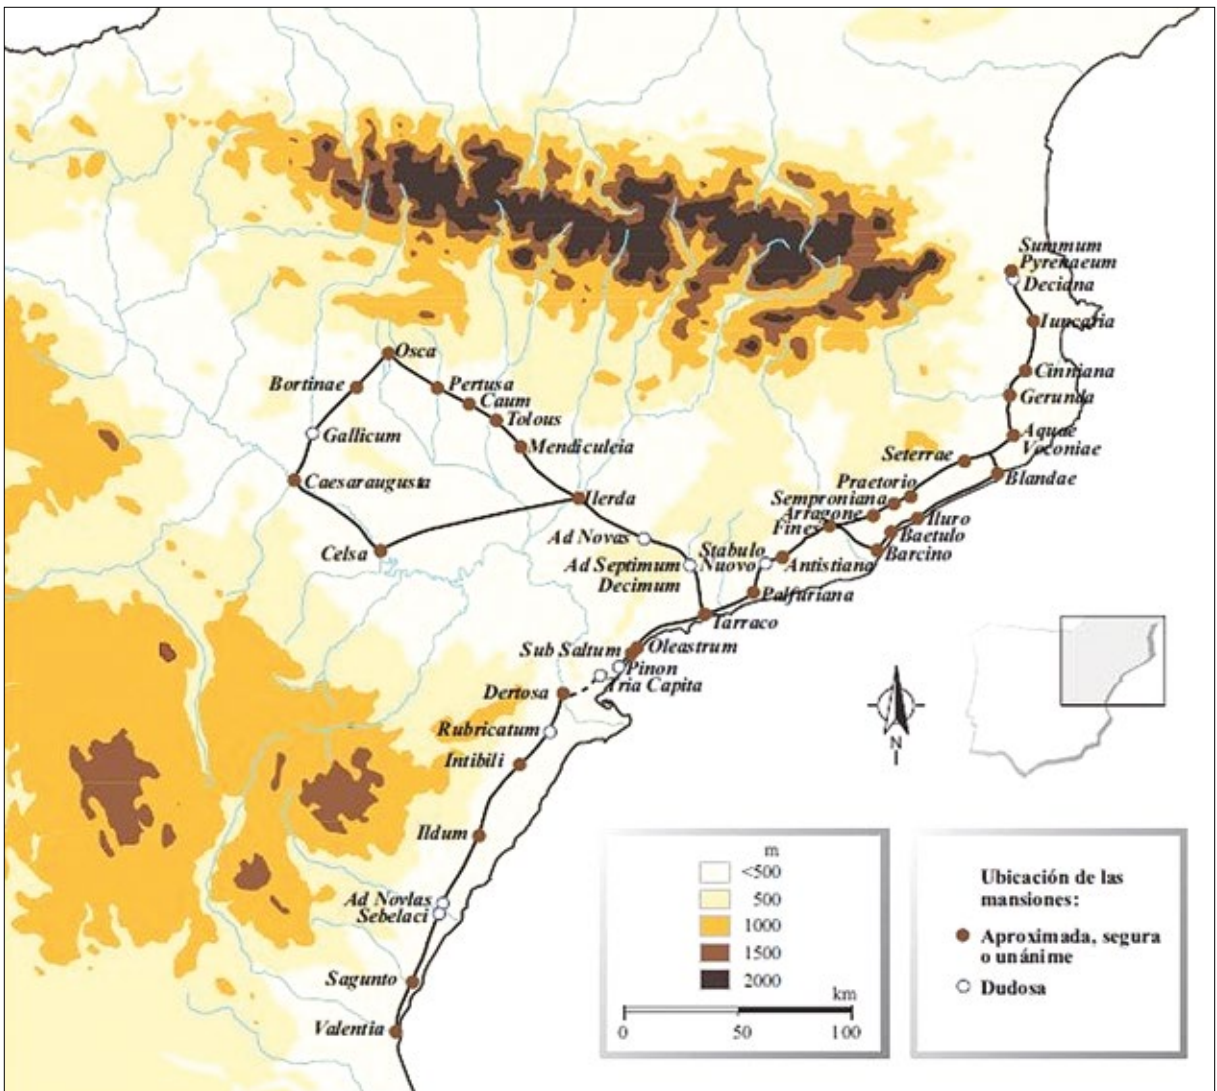 Summum
Pyrenaeum
Deciana
Iuncaria
Cinniana
Gerunda
Aquae
Voconiae
Seterrae
Blandae
Praetorio
Semproniana
Arragone
Fines
Iluro
Baetulo
Barcino
Osca
Bortinae
Pertusa
Caum
Tolous
Gallicum
Mendiculeia
Caesaraugusta
Ilerda
Celsa
Ad Novas
Ad Septimum
Decimum
Stabulo
Nuovo
Antistiana
Palfuriana
Tarraco
Sub Saltum
Oleastrum
Pinon
Tria Capita
Dertosa
Rubricatum
Intibili
Ildum
Ad Novlas
Sebelaci
Sagunto
Valentia
N
m
<500
500
1000
1500
2000
km
0 50 100
Ubicación de las
mansiones:
Aproximada, segura
o unánime
Dudosa